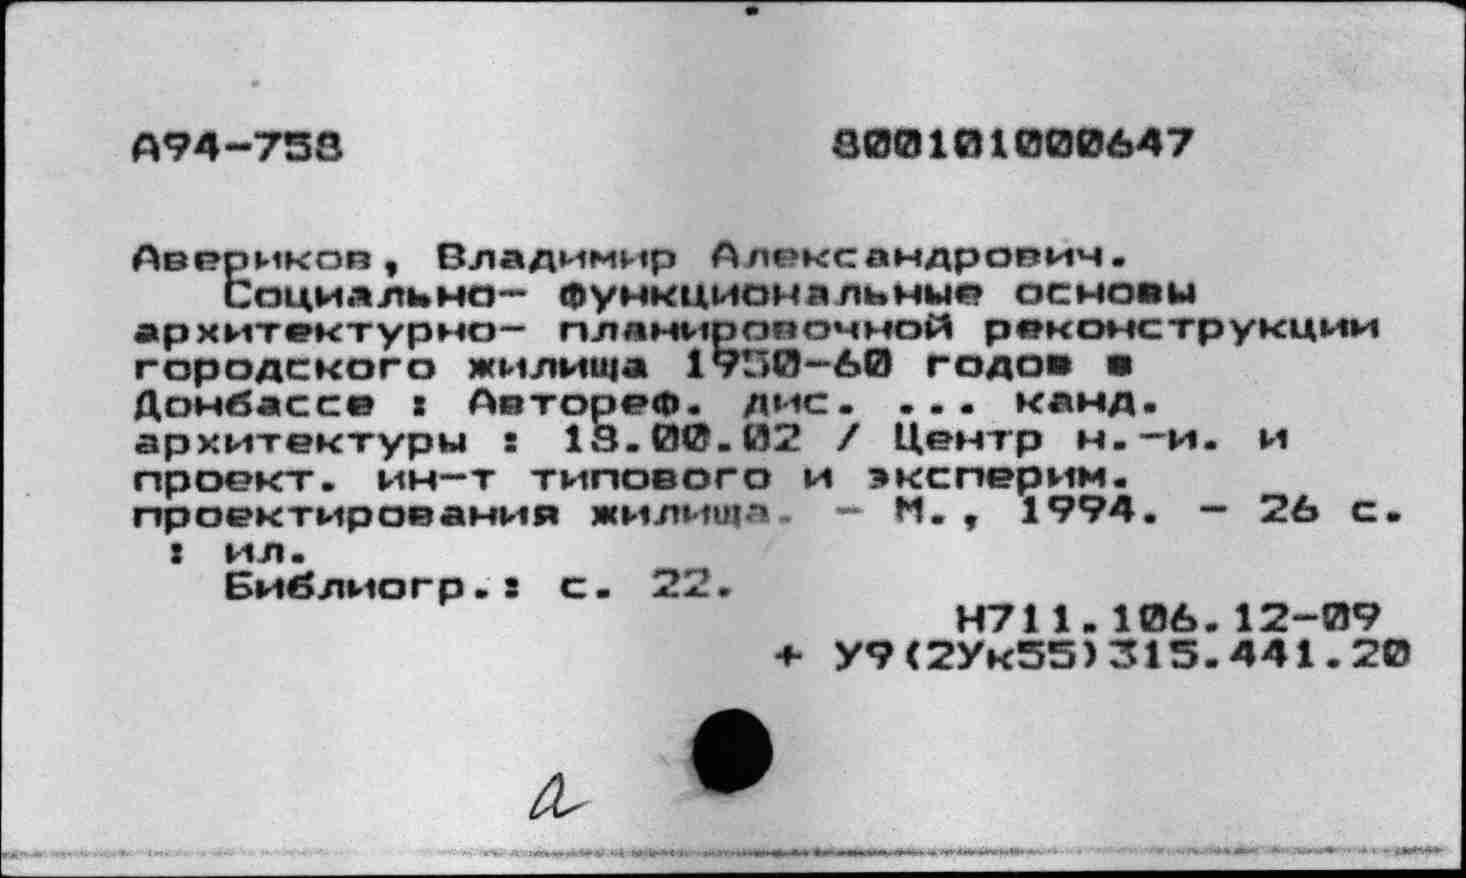 А94-758 800101000647
Авериков, Владимир Александрович.
Социально- функциональные основы
архитектурно- планировочной реконструкции
городского жилища 1950-60 годов в
Донбассе : Автореф. дис. ... канд.
архитектуры : 18.00.02 / Центр н.-и. и
проект. ин-т типового и эксперим.
проектирования жилища. - М., 1994. - 26 с.
: ил.
Библиогр.: с. 22.
Н711.106.12-09
+ У9(2Ук55)315.441.20
а